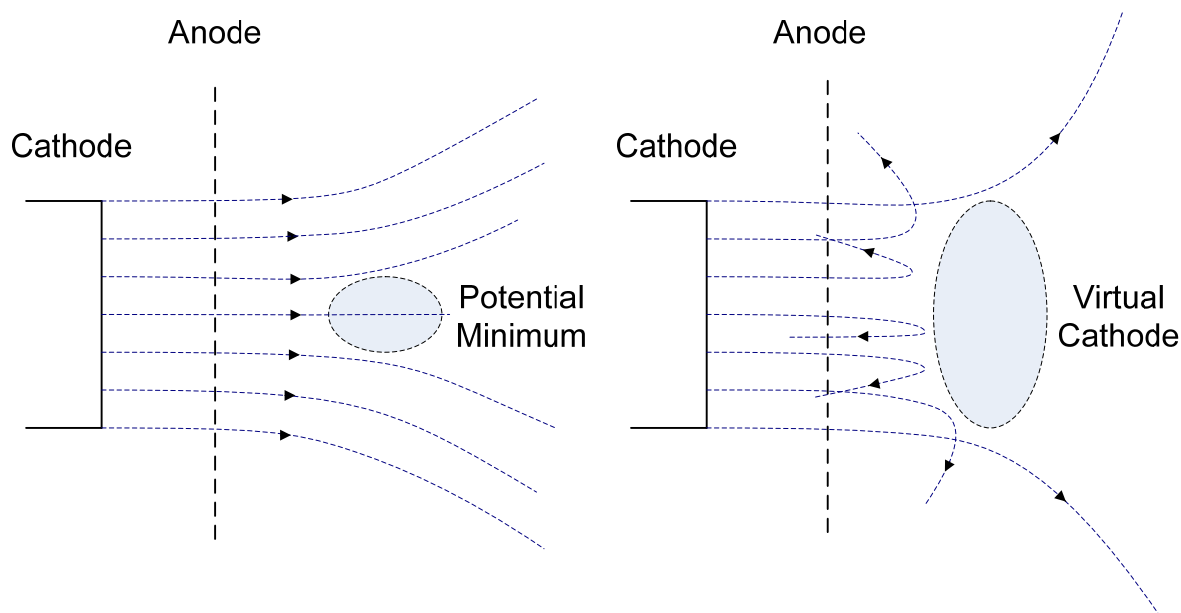 Anode
Cathode
Potential
Minimum
Anode
Cathode
Virtual
Cathode